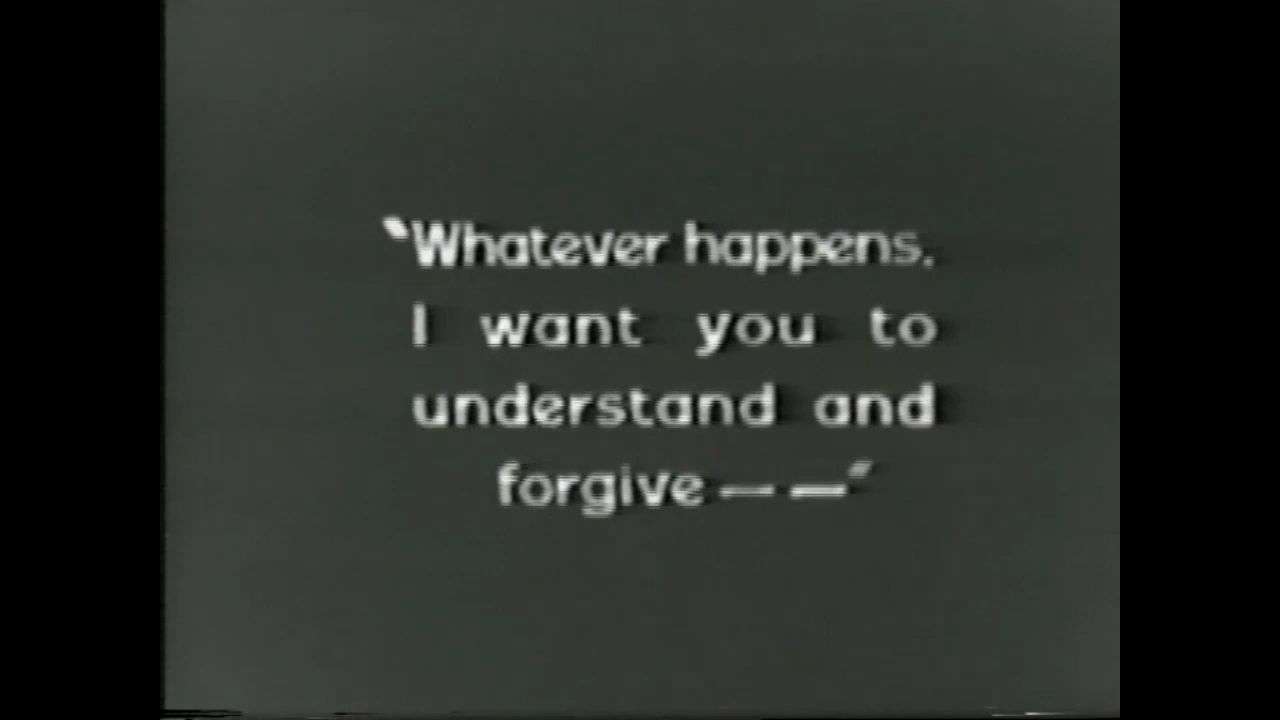 "Whatever happens,
I want you to
understand and
forgive — —"